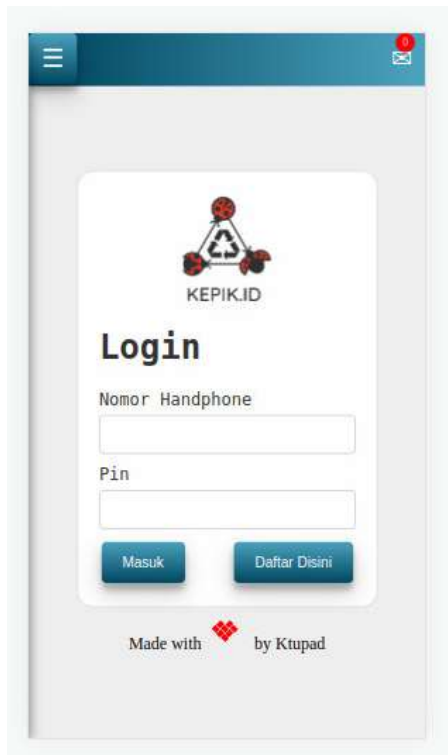 0
KEPIK.ID
Login
Nomor Handphone
Pin
Masuk Daftar Disini
Made with by Ktupad